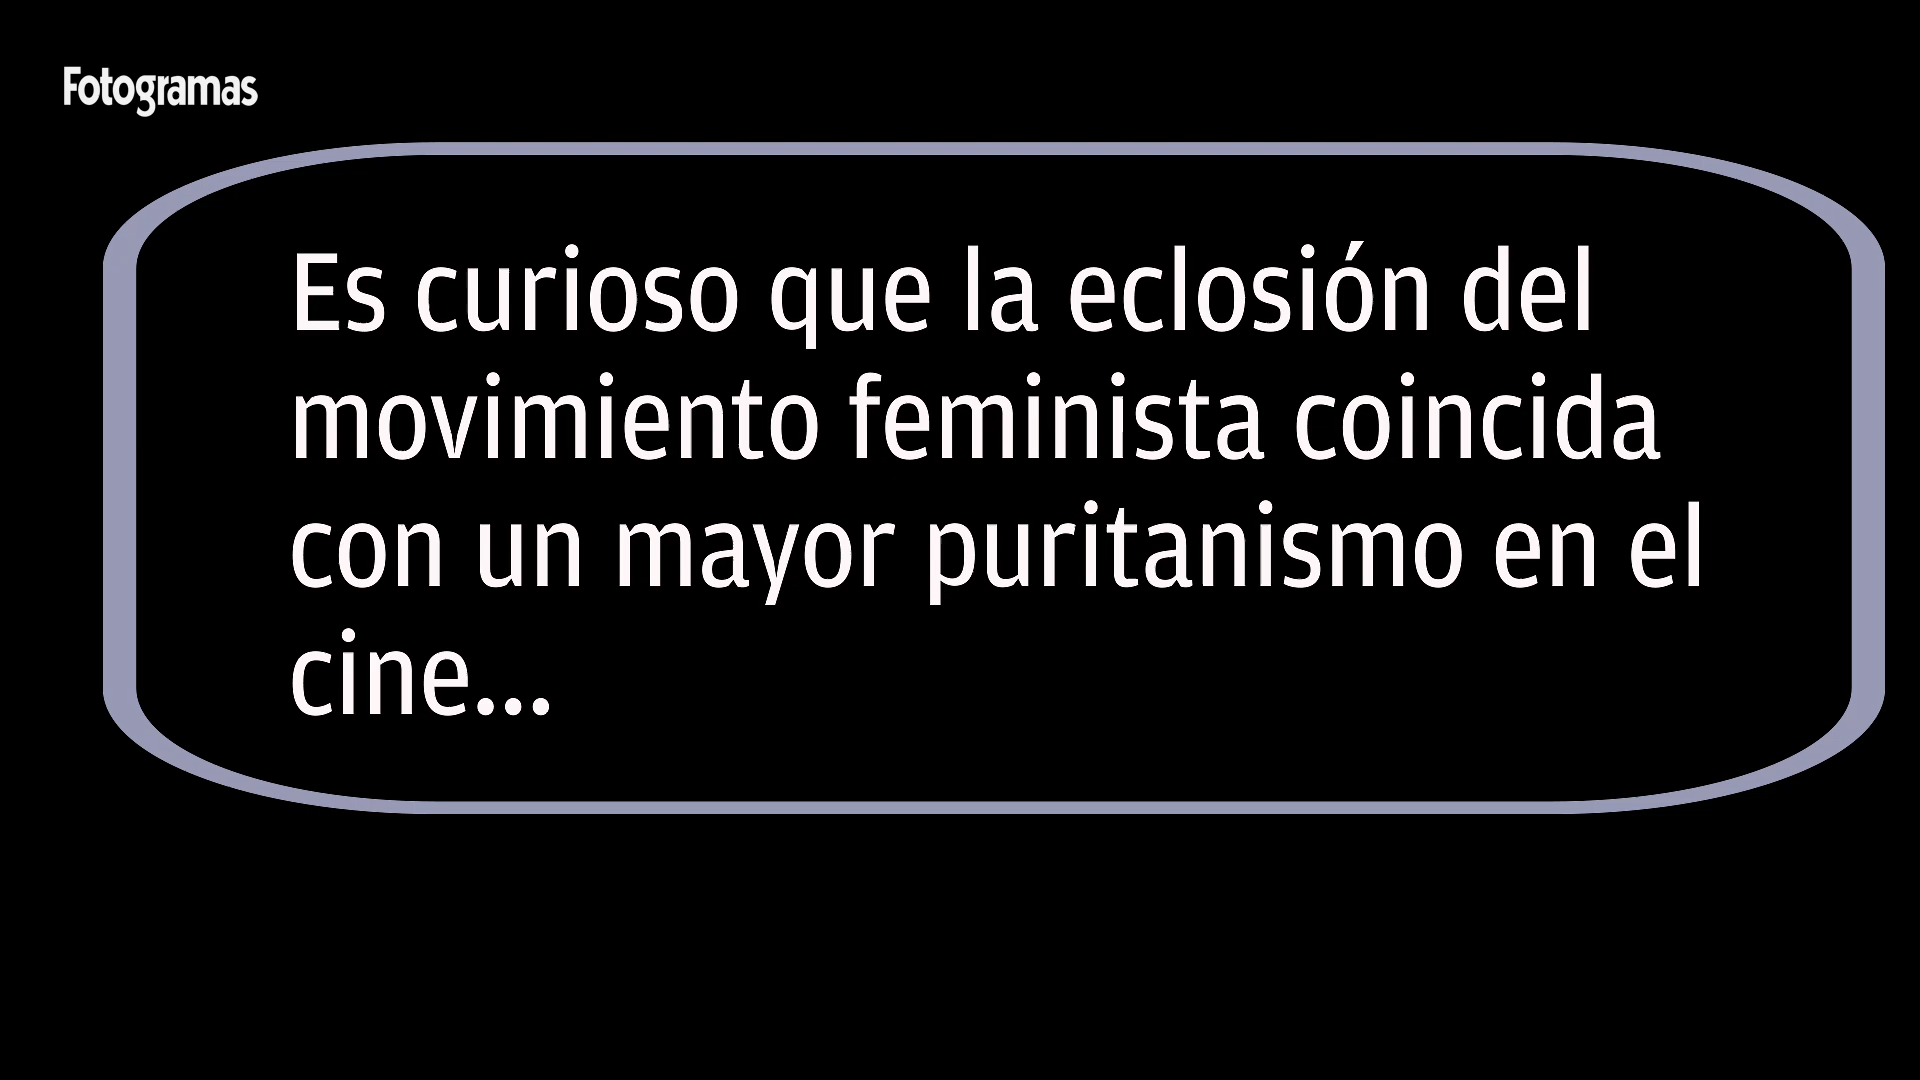 Fotogramas
Es curioso que la eclosión del
movimiento feminista coincida
con un mayor puritanismo en el
cine...